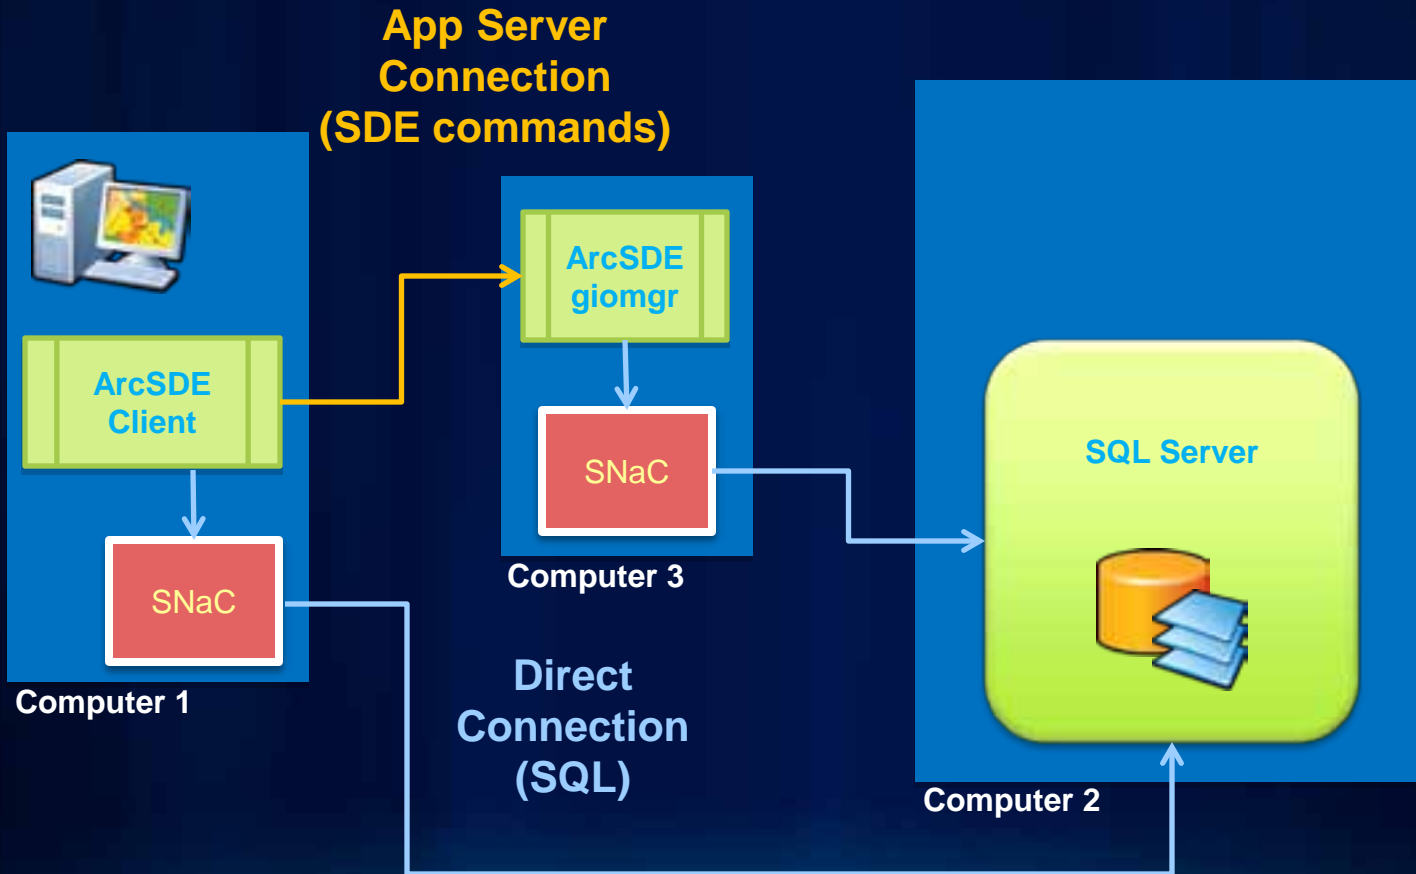 App Server
Connection
(SDE commands)
ArcSDE
giomgr
ArcSDE
Client
SQL Server
SNaC
SNaC
Computer 3
Direct
Connection
(SQL)
Computer 1
Computer 2